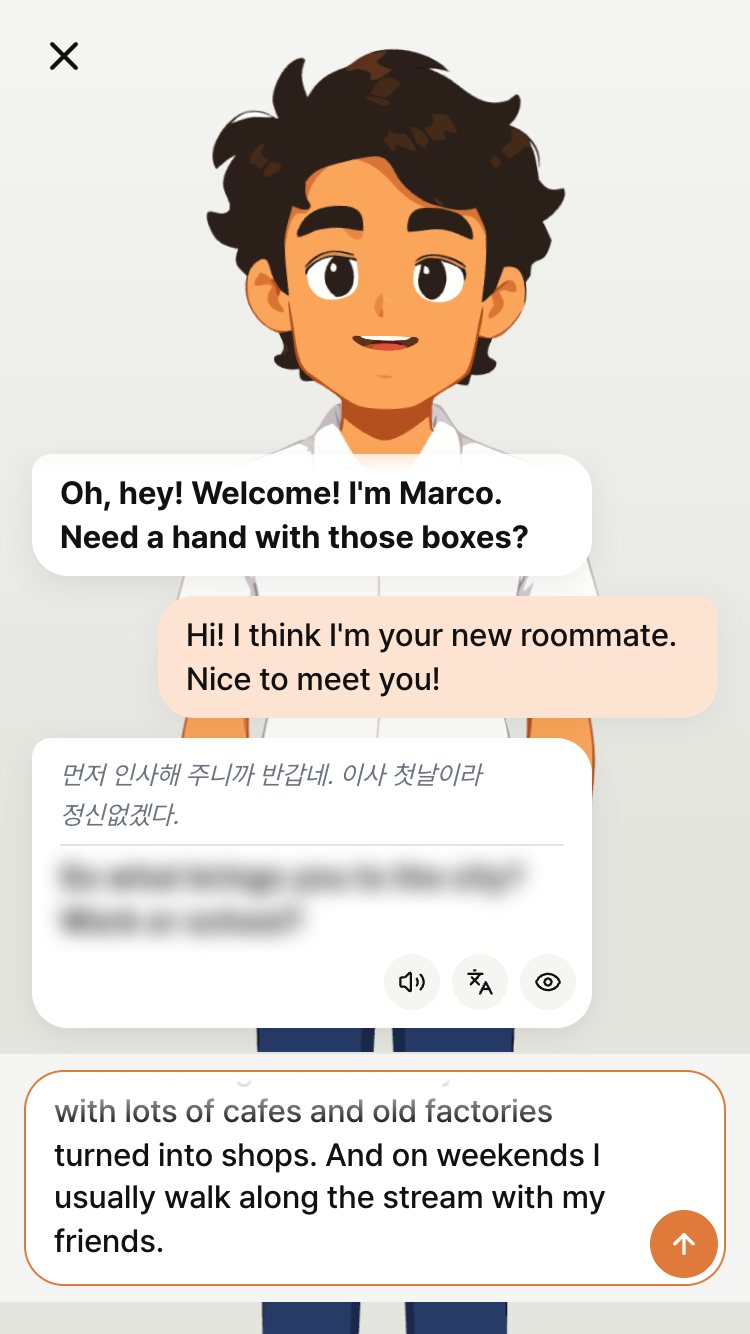 Oh, hey! Welcome! I'm Marco.
Need a hand with those boxes?
Hi! I think I'm your new roommate.
Nice to meet you!
먼저 인사해 주니까 반갑네. 이사 첫날이라
정신없겠다.
with lots of cafes and old factories
turned into shops. And on weekends I
usually walk along the stream with my
friends.